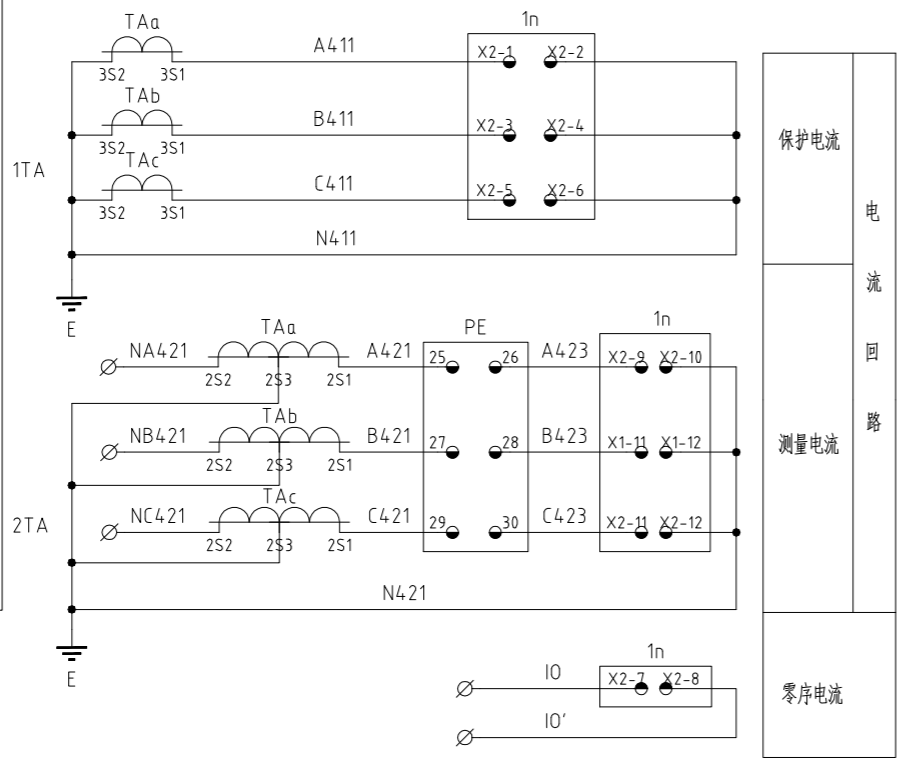 TAa
1n
A411
X2-1
X2-2
3S2
3S1
TAb
B411
X2-3
X2-4
保护电流
3S2
3S1
TAc
1TA
C411
X2-5
X2-6
3S2
3S1
电流回路
N411
E
TAa
PE
1n
NA421
A421
25
26
A423
X2-9
X2-10
2S2
2S3
2S1
TAb
NB421
B421
27
28
B423
X1-11
X1-12
测量电流
2S2
2S3
2S1
TAc
2TA
NC421
C421
29
30
C423
X2-11
X2-12
2S2
2S3
2S1
N421
E
1n
IO
X2-7
X2-8
零序电流
IO'